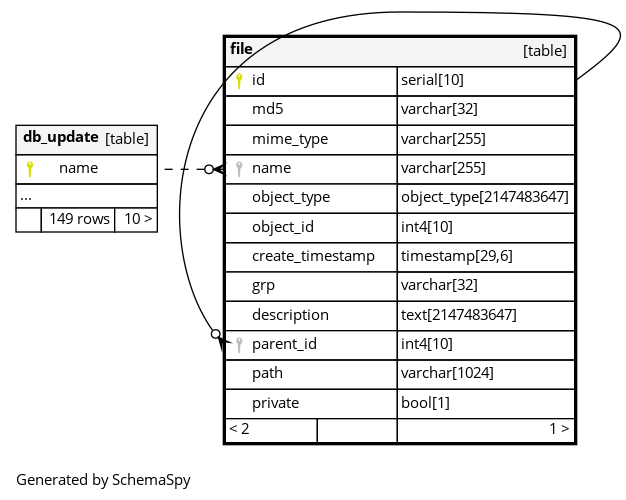 file [table]
id serial[10]
md5 varchar[32]
mime_type varchar[255]
name varchar[255]
object_type object_type[2147483647]
object_id int4[10]
create_timestamp timestamp[29,6]
grp varchar[32]
description text[2147483647]
parent_id int4[10]
path varchar[1024]
private bool[1]
< 2 1 >
db_update [table]
name
...
149 rows 10 >
Generated by SchemaSpy